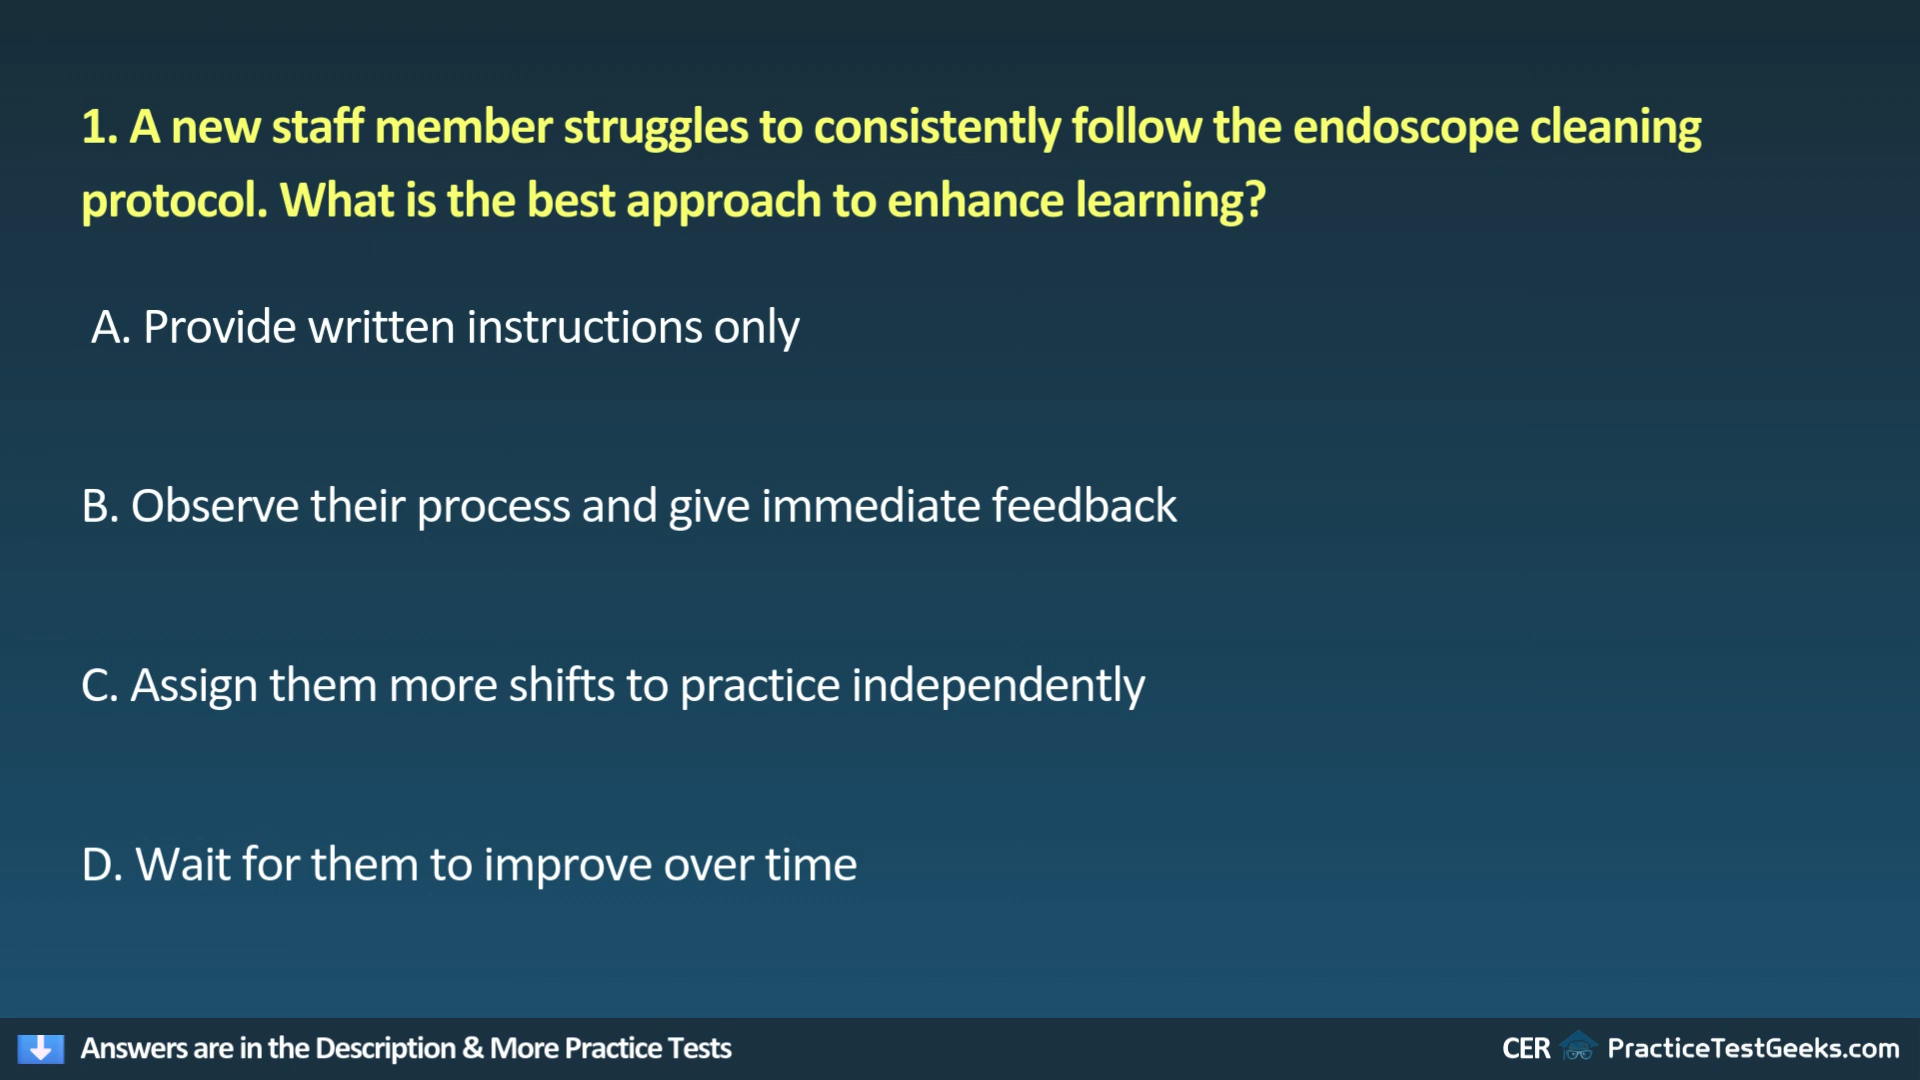 1. A new staff member struggles to consistently follow the endoscope cleaning
protocol. What is the best approach to enhance learning?
A. Provide written instructions only
B. Observe their process and give immediate feedback
C. Assign them more shifts to practice independently
D. Wait for them to improve over time
Answers are in the Description & More Practice Tests
CER PracticeTestGeeks.com